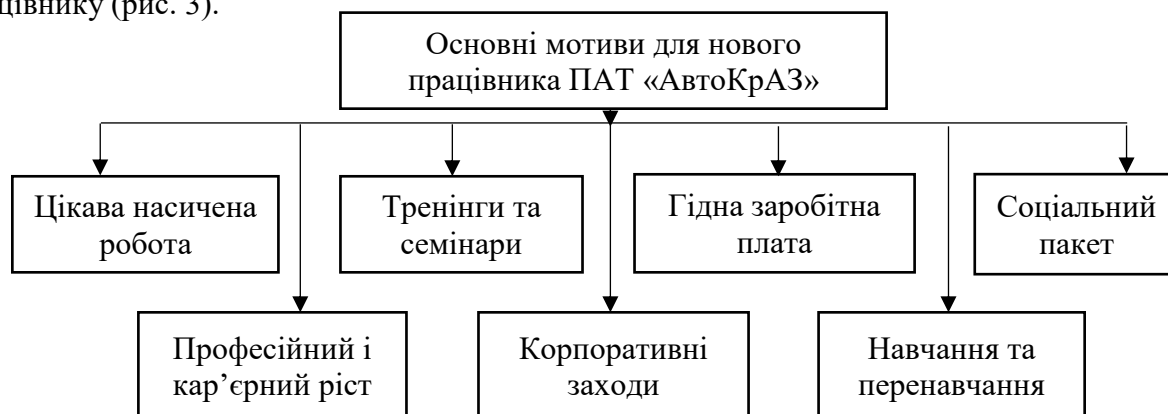 цівнику (рис. 3).
Основні мотиви для нового
працівника ПАТ «АвтоКрАЗ»
Цікава насичена
робота
Тренінги та
семінари
Гідна заробітна
плата
Соціальний
пакет
Професійний і
кар’єрний ріст
Корпоративні
заходи
Навчання та
перенавчання